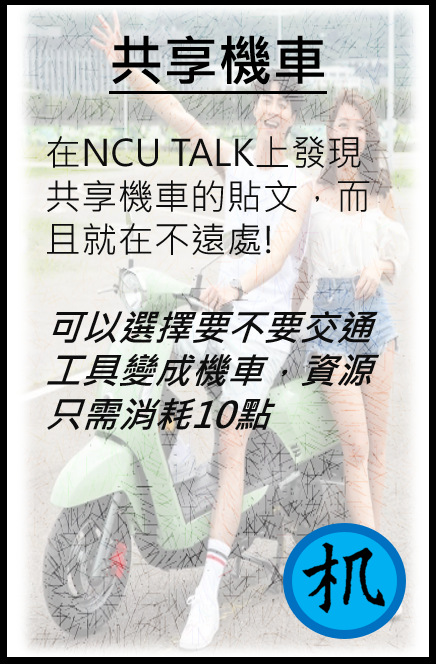 共享機車
在NCU TALK上發現
共享機車的貼文，而
且就在不遠處!
可以選擇要不要交通
工具變成機車，資源
只需消耗10點
机